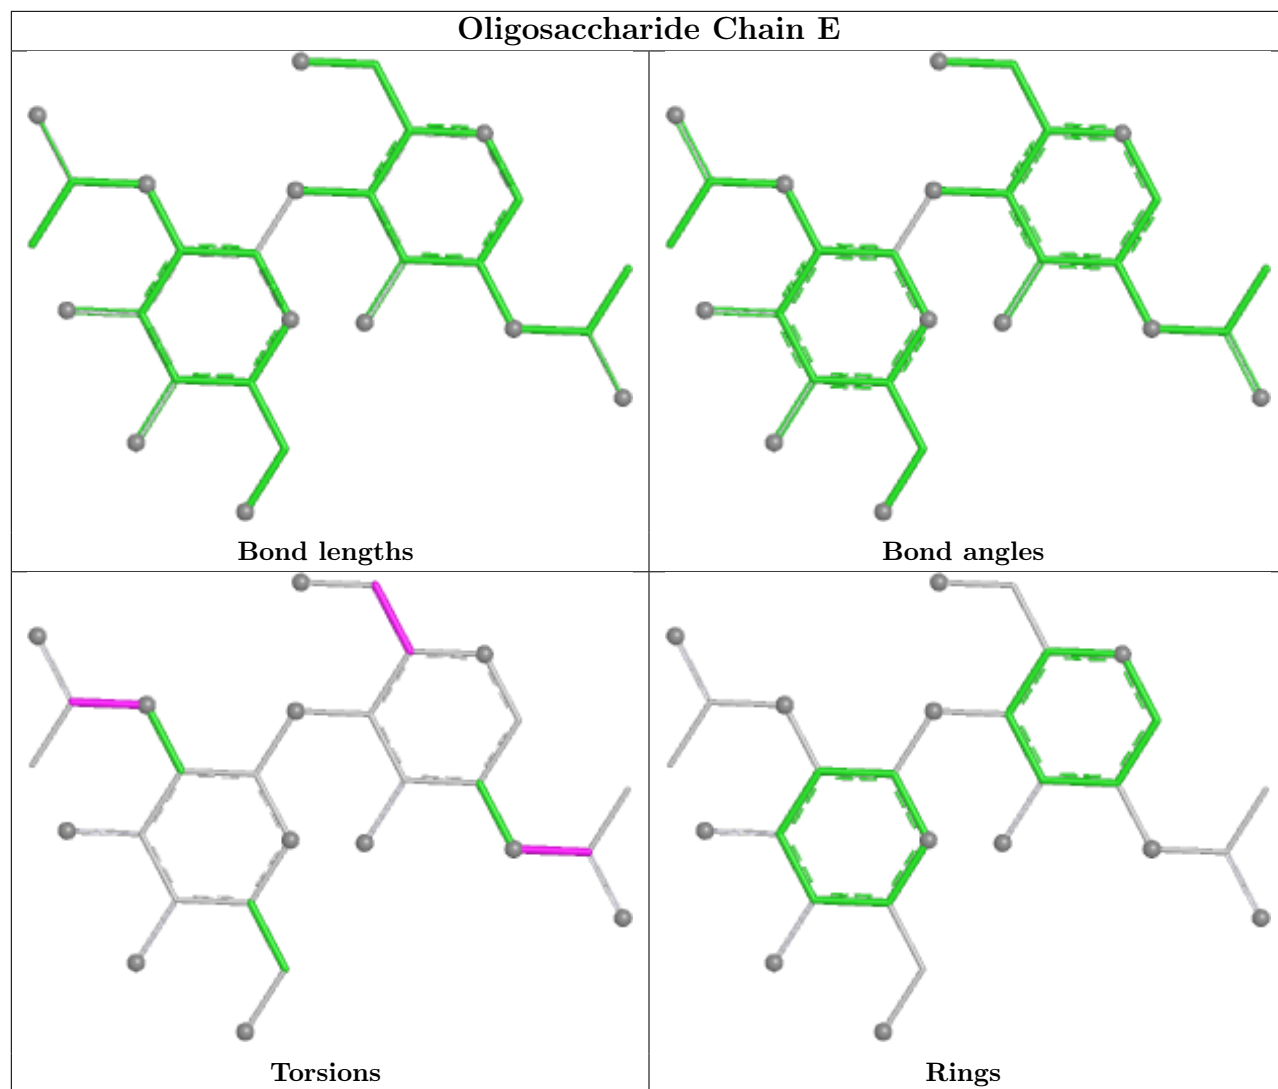 Oligosaccharide Chain E
Bond lengths
Bond angles
Torsions
Rings